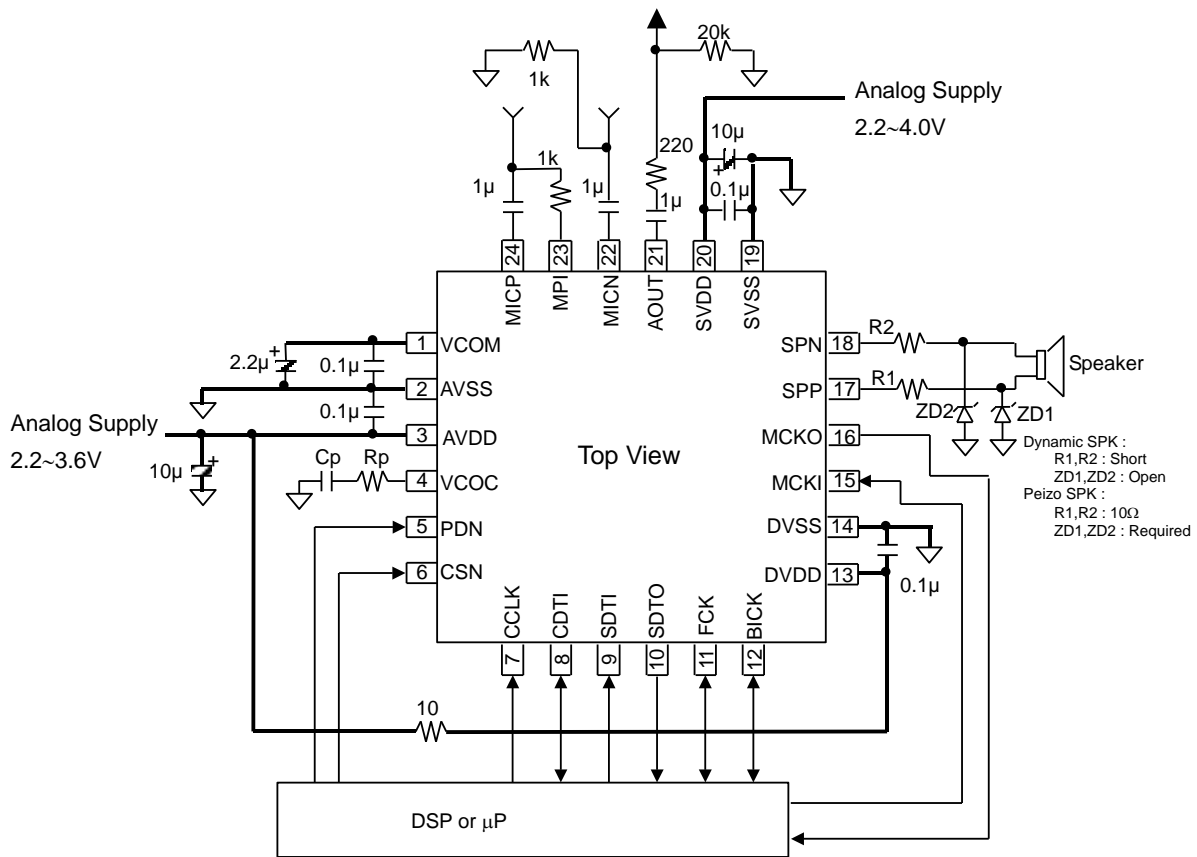 20k
1k
Analog Supply
2.2~4.0V
10µ
+
220
1k
1µ
1µ
1µ
0.1µ
24
23
22
21
20
19
MICP
MPI
MICN
AOUT
SVDD
SVSS
1
VCOM
2.2µ
+
0.1µ
2
AVSS
0.1µ
Analog Supply
2.2~3.6V
3
AVDD
10µ
+
Cp
Rp
4
VCOC
5
PDN
6
CSN
Top View
SPN
18
R2
Speaker
SPP
17
R1
ZD2
ZD1
MCKO
16
MCKI
15
DVSS
14
DVDD
13
0.1µ
Dynamic SPK :
R1,R2 : Short
ZD1,ZD2 : Open
Peizo SPK :
R1,R2 : 10Ω
ZD1,ZD2 : Required
CCLK
CDTI
SDTI
SDTO
FCK
BICK
7
8
9
10
11
12
10
DSP or µP